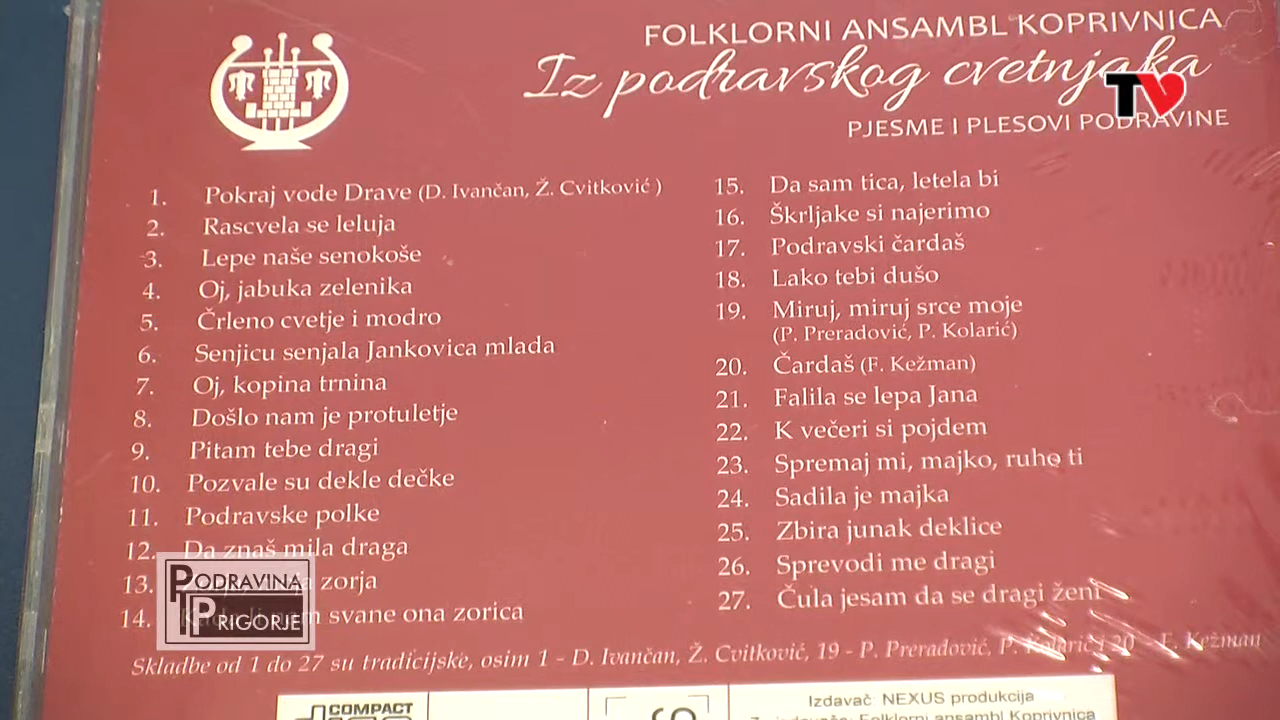 FOLKLORNI ANSAMBL KOPRIVNICA
Iz podravskog cvetnjaka
TV
PJESME I PLESOVI PODRAVINE
1. Pokraj vode Drave (D. Ivančan, Ž. Cvitković )
2. Rascvela se leluja
3. Lepe naše senokoše
4. Oj, jabuka zelenika
5. Črleno cvetje i modro
6. Senjicu senjala Jankovica mlada
7. Oj, kopina trnina
8. Došlo nam je protuletje
9. Pitam tebe dragi
10. Pozvale su dekle dečke
11. Podravske polke
12. Da znaš mila draga
13. zorja
14. svane ona zorica
15. Da sam tica, letela bi
16. Škrljake si najerimo
17. Podravski čardaš
18. Lako tebi dušo
19. Miruj, miruj srce moje
(P. Preradović, P. Kolarić)
20. Čardaš (F. Kežman)
21. Falila se lepa Jana
22. K večeri si pojdem
23. Spremaj mi, majko, ruho ti
24. Sadila je majka
25. Zbira junak deklice
26. Sprevodi me dragi
27. Čula jesam da se dragi ženi
PODRAVINA
PRIGORJE
Skladbe od 1 do 27 su tradicijske, osim 1 - D. Ivančan, Ž. Cvitković, 19 - P. Preradović, P. Kolarić i 20 - F. Kežman
COMPACT
Izdavač: NEXUS produkcija
Folklorni ansambl Koprivnica